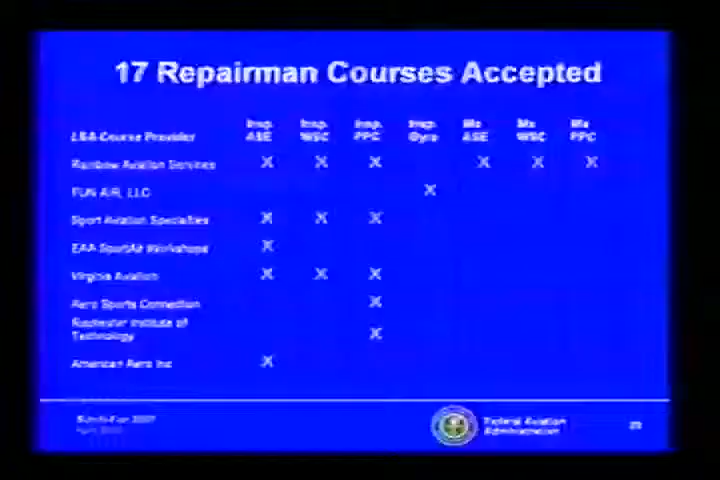 17 Repairman Courses Accepted
Insp. Insp. Insp. Insp. Mx Mx Mx
LSA Course Provider ASE WSC PPC Gyro ASE WSC PPC
Rainbow Aviation Services X X X X X X
FUN AIR, LLC X
Sport Aviation Specialties X X X
EAA SportAir Workshops X
Virginia Aviation X X X
Aero Sports Connection X
Rochester Institute of
Technology X
American Aero Inc X
2007
Federal Aviation
Administration